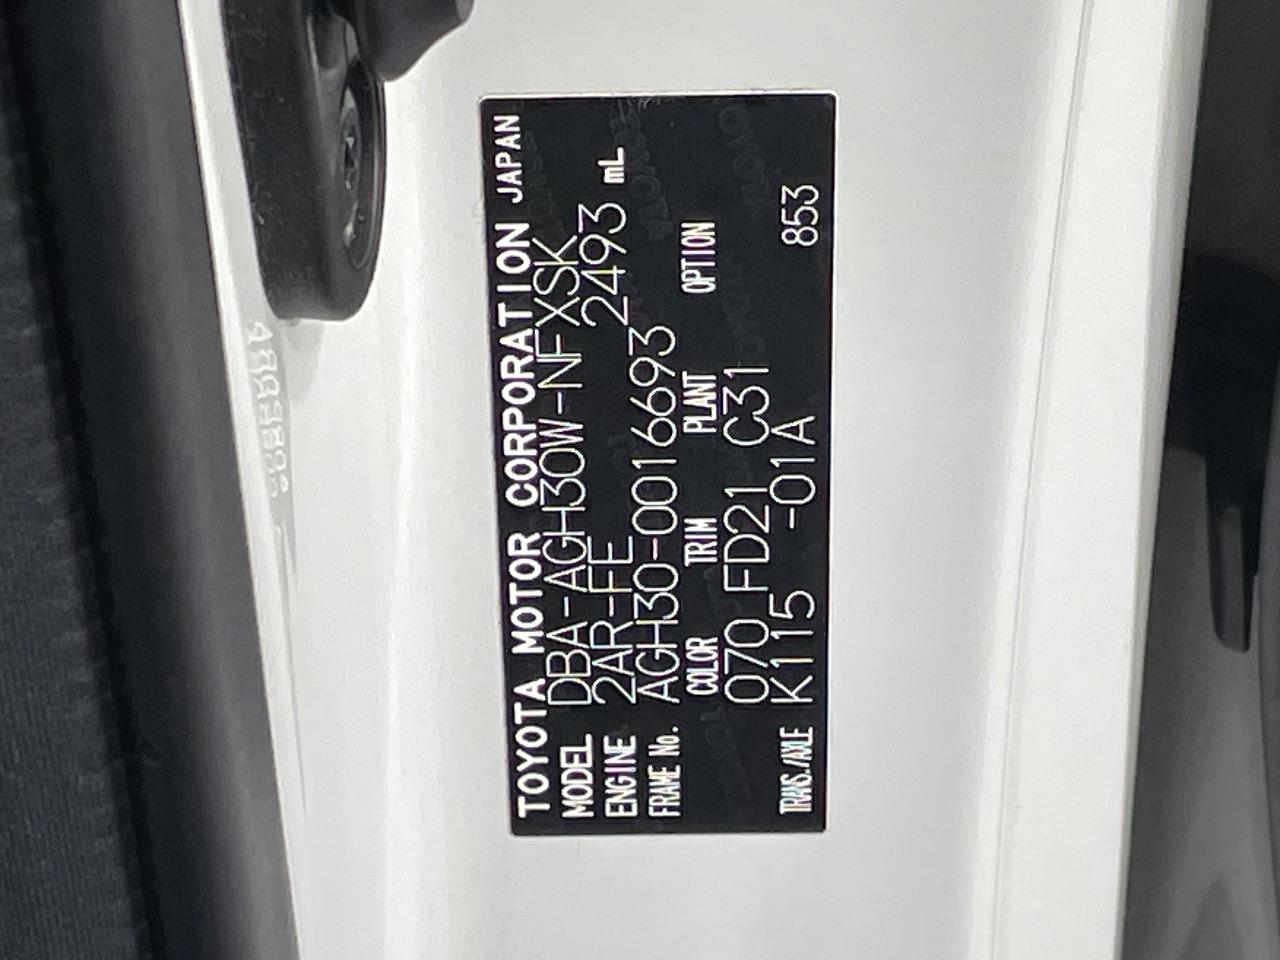 TOYOTA MOTOR CORPORATION JAPAN
MODEL DBA-AGH30W-NFXSK
ENGINE 2AR-FE 2493 mL
FRAME No. AGH30-0016693
COLOR TRIM PLANT OPTION
070 FD21 C31
TRANS./AXLE K115 -01A 853